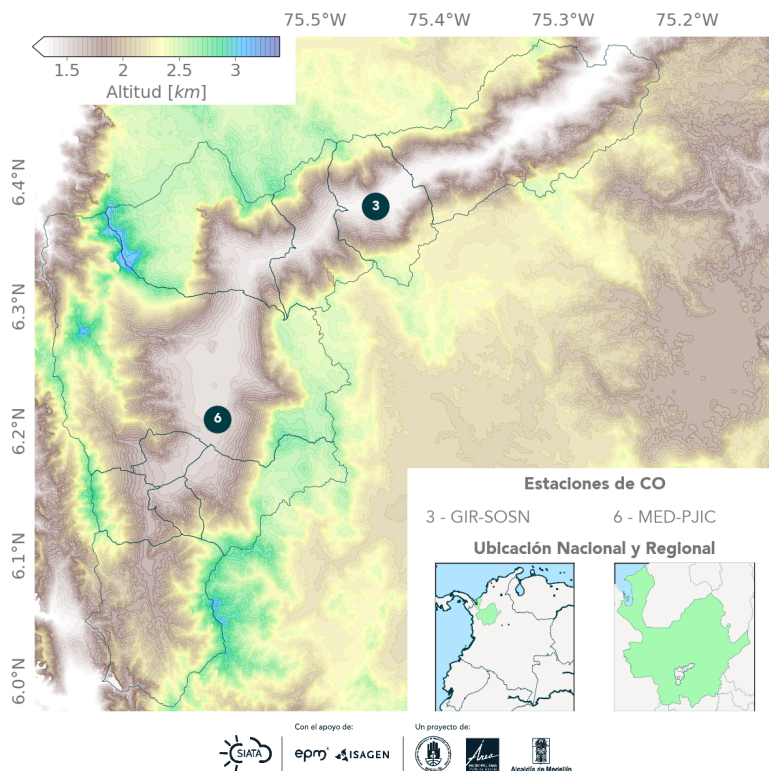 75.5°W 75.4°W 75.3°W 75.2°W
1.5 2 2.5 3
Altitud [km]
6.4°N
6.3°N
6.2°N
6.1°N
6.0°N
3
6
Estaciones de CO
3 - GIR-SOSN 6 - MED-PJIC
Ubicación Nacional y Regional
Con el apoyo de: Un proyecto de:
SIATA epm ISAGEN Área Alcaldía de Medellín